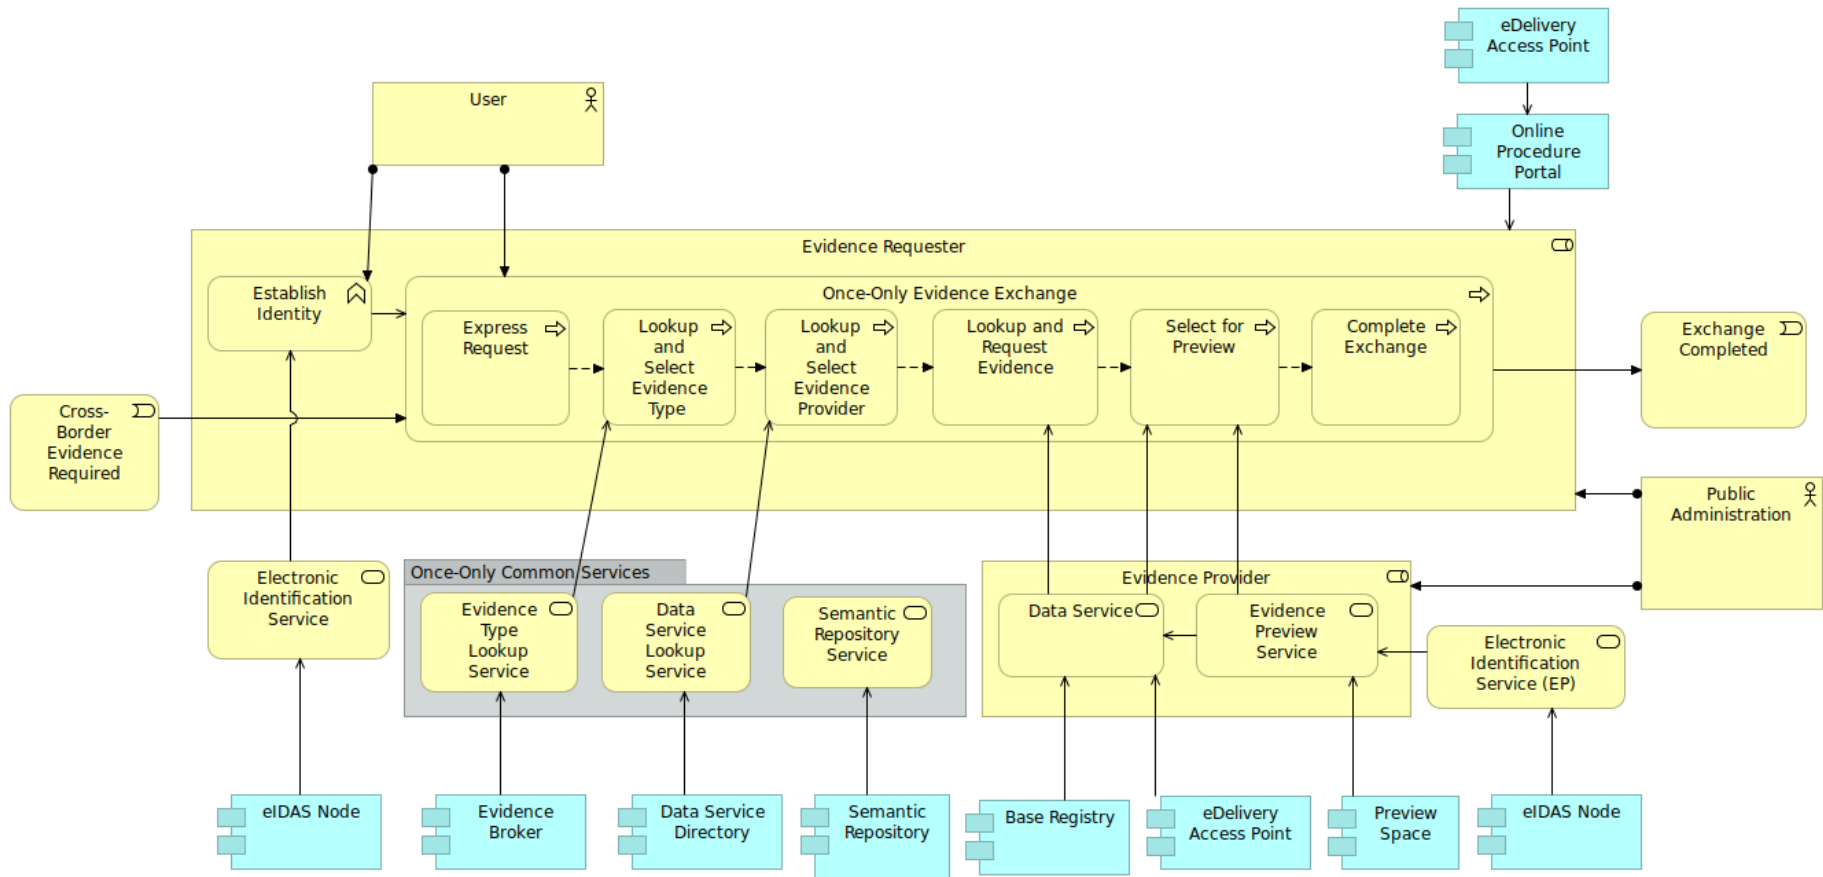 eDelivery
Access Point
User
Online
Procedure
Portal
Evidence Requester
Establish
Identity
Once-Only Evidence Exchange
Express
Request
Lookup
and
Select
Evidence
Type
Lookup
and
Select
Evidence
Provider
Lookup and
Request
Evidence
Select for
Preview
Complete
Exchange
Exchange
Completed
Cross-
Border
Evidence
Required
Public
Administration
Electronic
Identification
Service
Once-Only Common Services
Evidence
Type
Lookup
Service
Data
Service
Lookup
Service
Semantic
Repository
Service
Evidence Provider
Data Service
Evidence
Preview
Service
Electronic
Identification
Service (EP)
eIDAS Node
Evidence
Broker
Data Service
Directory
Semantic
Repository
Base Registry
eDelivery
Access Point
Preview
Space
eIDAS Node